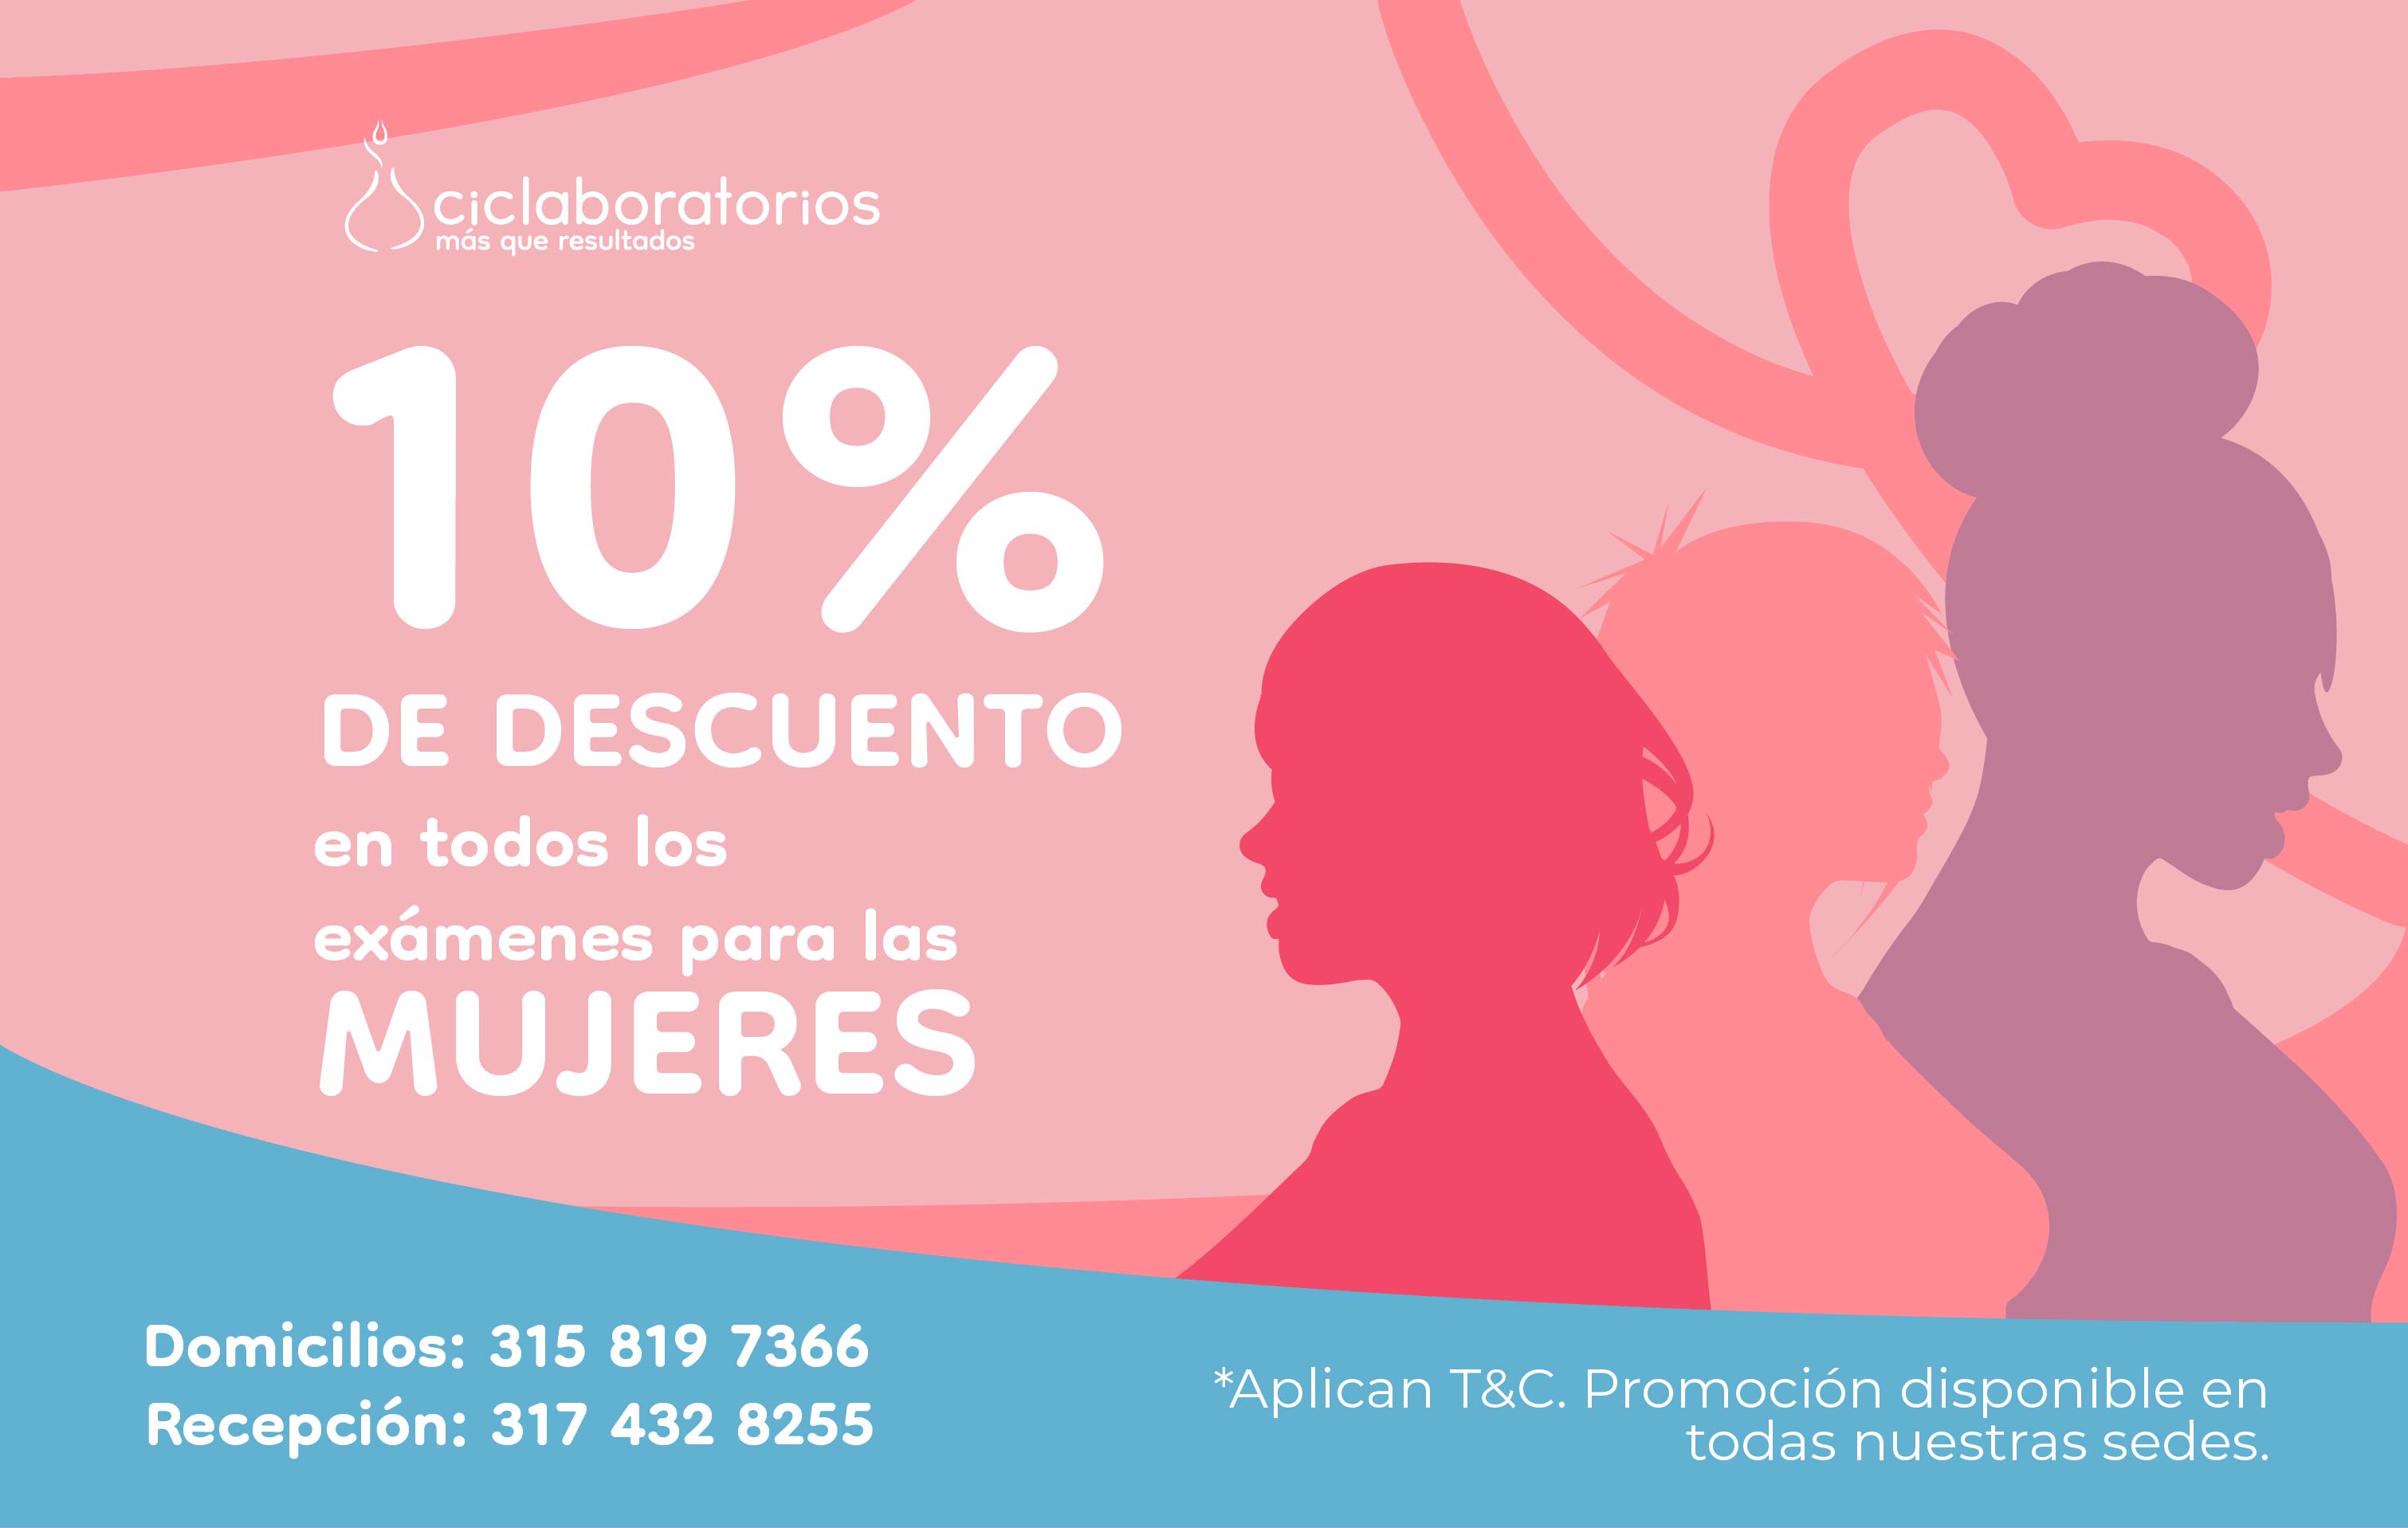 ciclaboratorios
más que resultados
10%
DE DESCUENTO
en todos los
exámenes para las
MUJERES
Domicilios: 315 819 7366
Recepción: 317 432 8255
*Aplican T&C. Promoción disponible en
todas nuestras sedes.